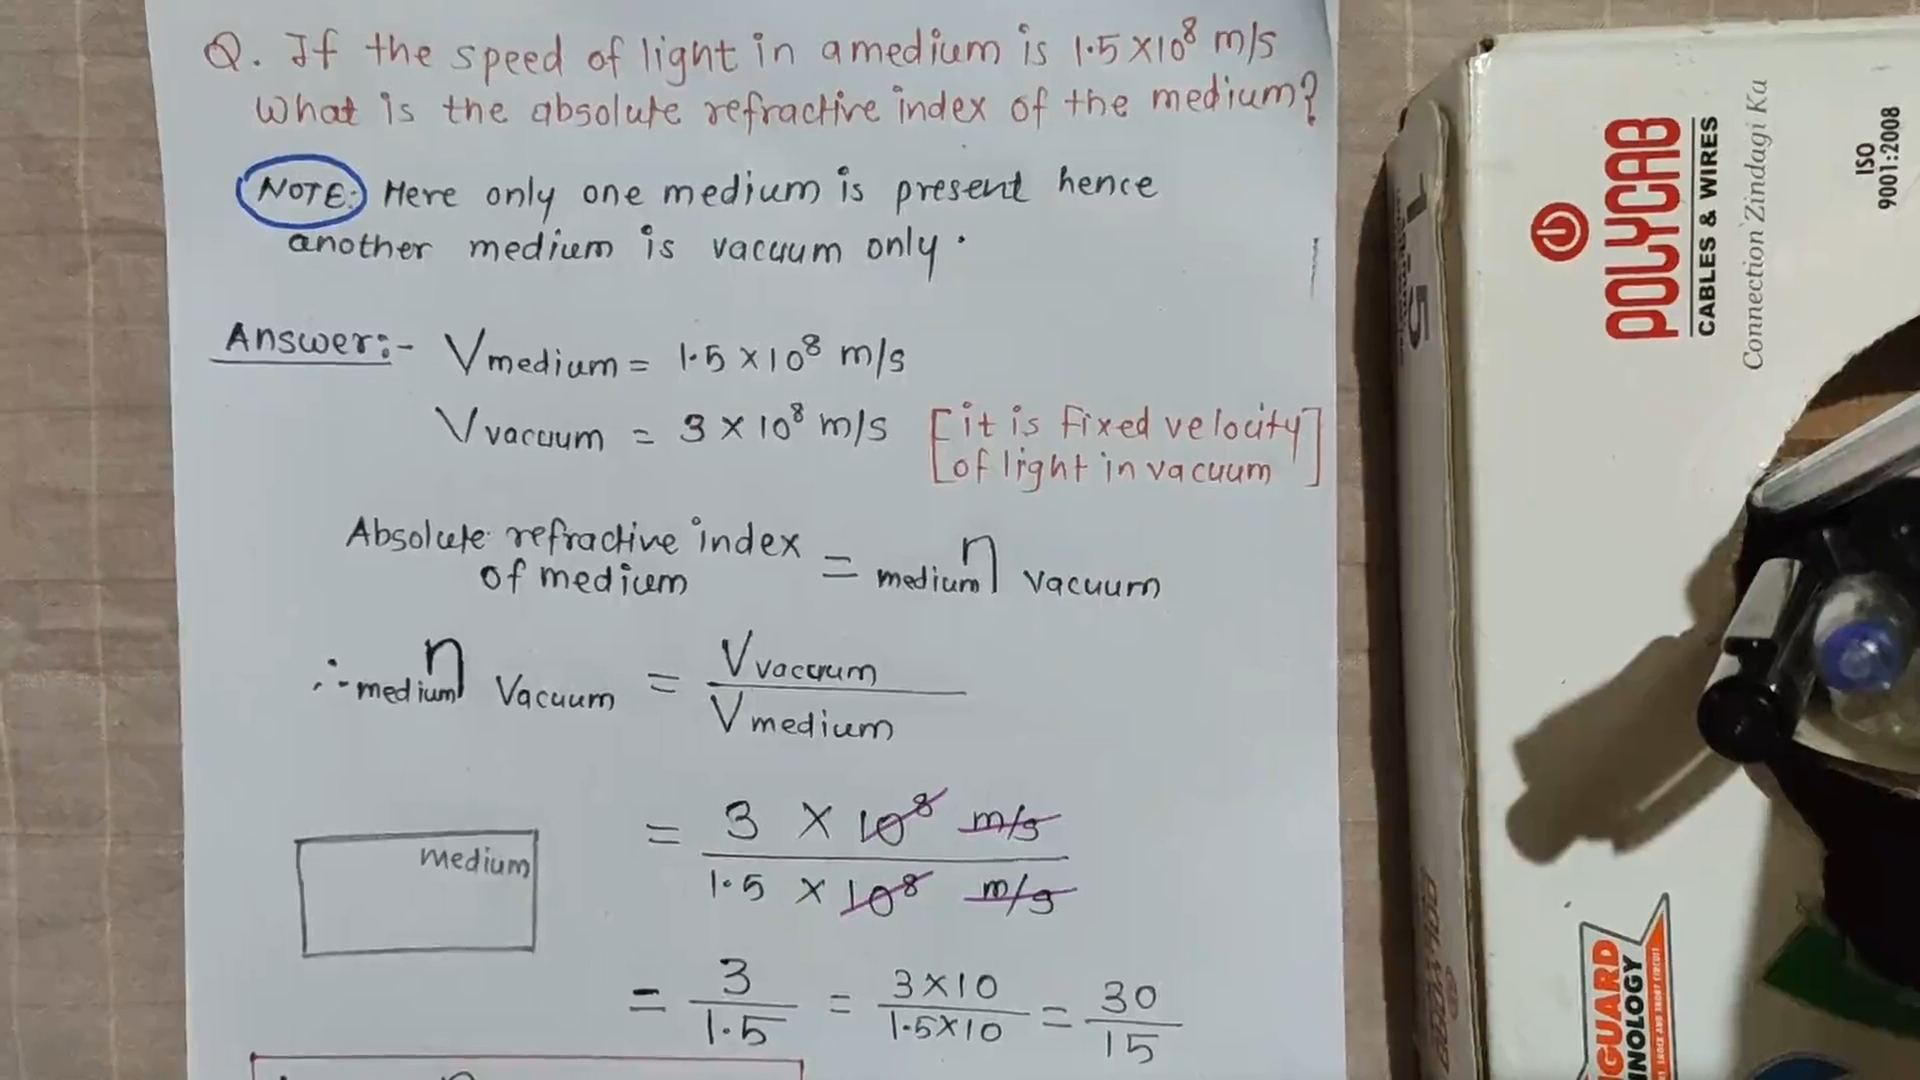 Q. If the speed of light in a medium is 1.5×10⁸ m/s
What is the absolute refractive index of the medium?
NOTE: Here only one medium is present hence
another medium is vacuum only.
Answer:- Vmedium = 1.5 × 10⁸ m/s
Vvacuum = 3 × 10⁸ m/s [it is fixed velocity
of light in vacuum]
Absolute refractive index
of medium = medium η vacuum
∴ medium η Vacuum = Vvacuum / Vmedium
= 3 × 10⁸ m/s / 1.5 × 10⁸ m/s
medium
= 3/1.5 = 3×10/1.5×10 = 30/15
POLYCAB
CABLES & WIRES
Connection Zindagi Ka
ISO
9001:2008